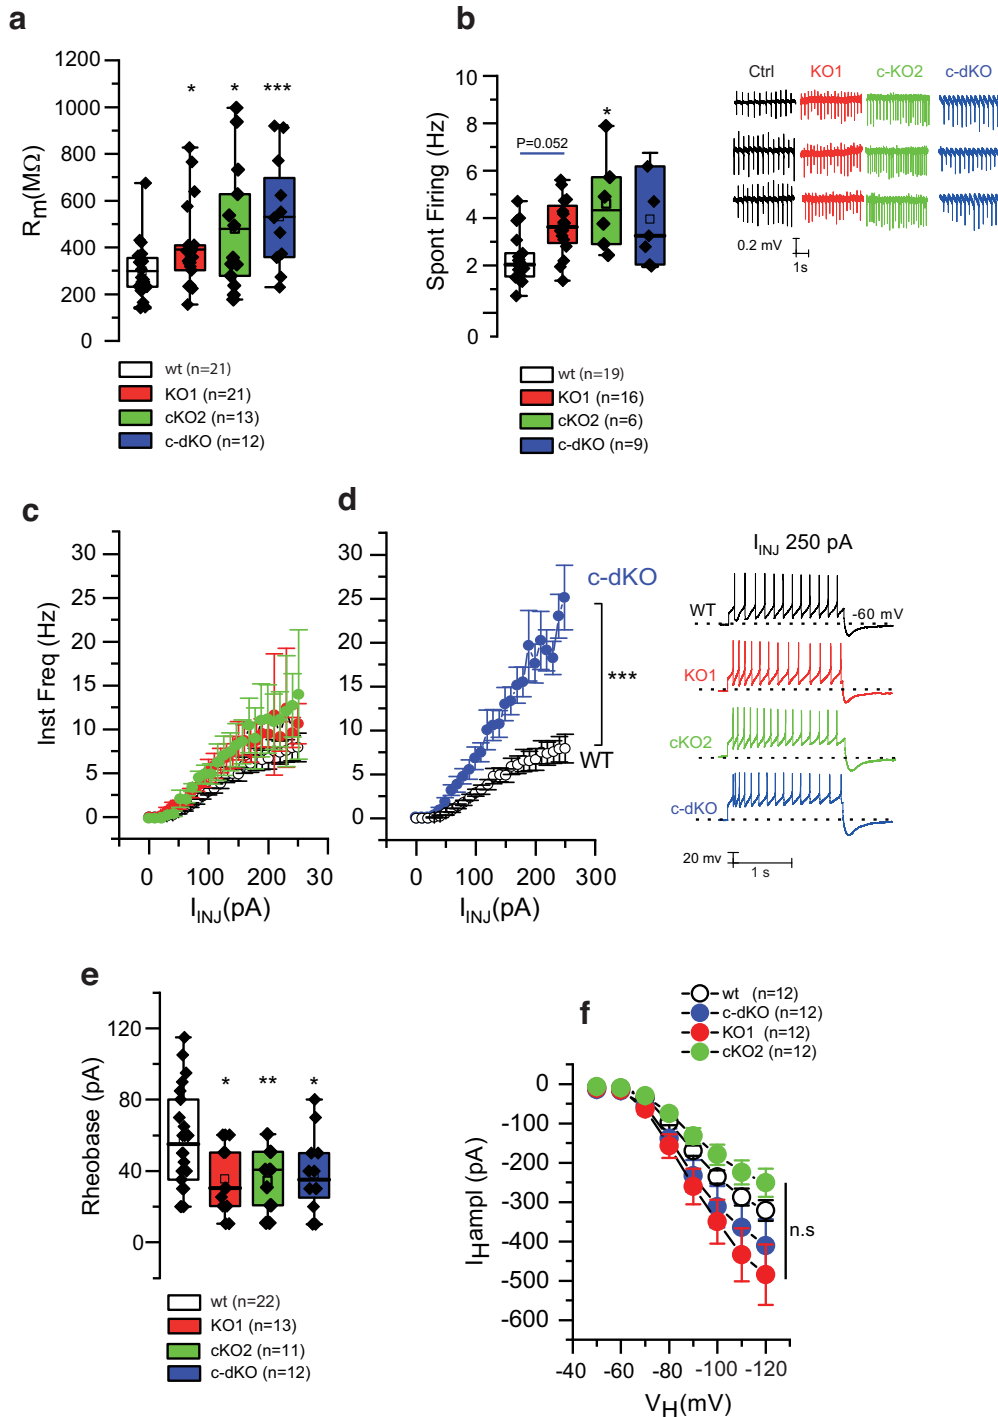 a
1200
1000
800
600
400
200
0
Rm(MΩ)
*
*
***
wt (n=21)
KO1 (n=21)
cKO2 (n=13)
c-dKO (n=12)
b
10
8
6
4
2
0
Spont Firing (Hz)
P=0.052
*
wt (n=19)
KO1 (n=16)
cKO2 (n=6)
c-dKO (n=9)
Ctrl
KO1
c-KO2
c-dKO
0.2 mV
1s
c
30
25
20
15
10
5
0
Inst Freq (Hz)
0
100
200
30
IINJ(pA)
d
30
25
20
15
10
5
0
c-dKO
***
WT
0
100
200
300
IINJ(pA)
IINJ 250 pA
WT
-60 mV
KO1
cKO2
c-dKO
20 mv
1 s
e
120
80
40
0
Rheobase (pA)
*
**
*
wt (n=22)
KO1 (n=13)
cKO2 (n=11)
c-dKO (n=12)
f
wt (n=12)
c-dKO (n=12)
KO1 (n=12)
cKO2 (n=12)
0
-100
-200
-300
-400
-500
-600
IHampl (pA)
n.s
-40
-60
-80
-100
-120
VH(mV)